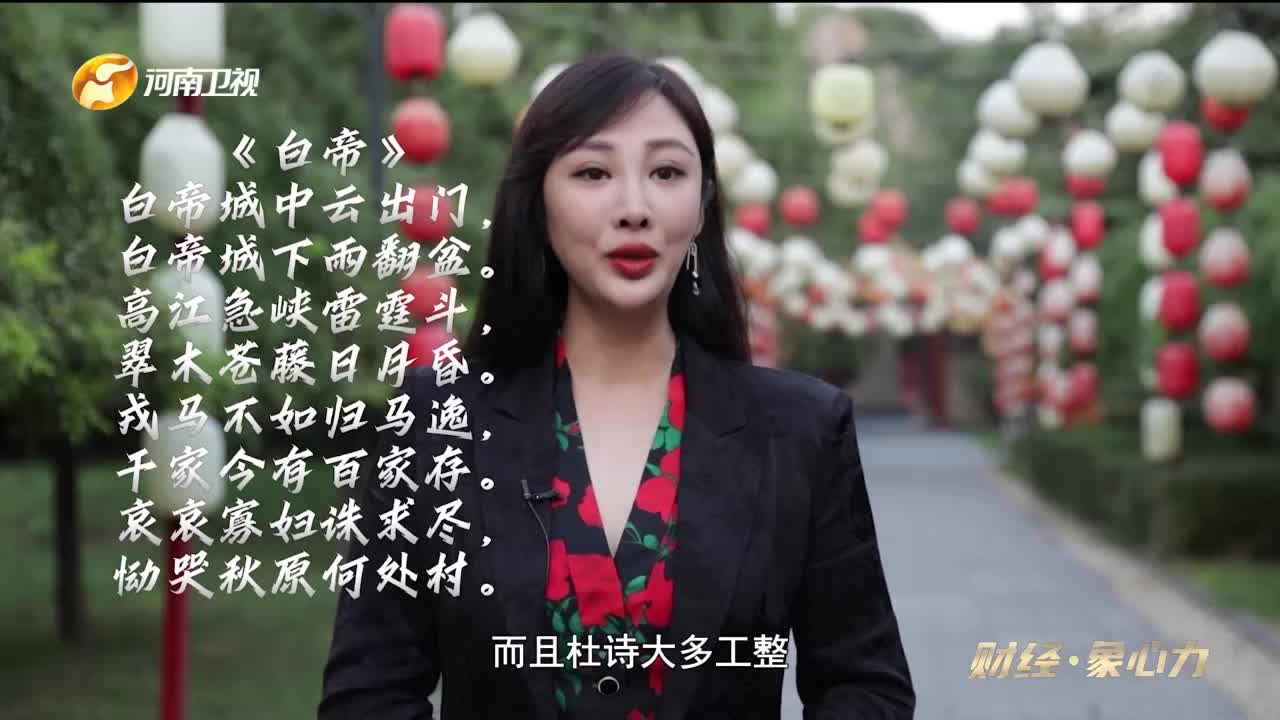 河南卫视
《白帝》
白帝城中云出门，
白帝城下雨翻盆。
高江急峡雷霆斗，
翠木苍藤日月昏。
戎马不如归马逸，
千家今有百家存。
哀哀寡妇诛求尽，
恸哭秋原何处村。
而且杜诗大多工整
财经·象心力